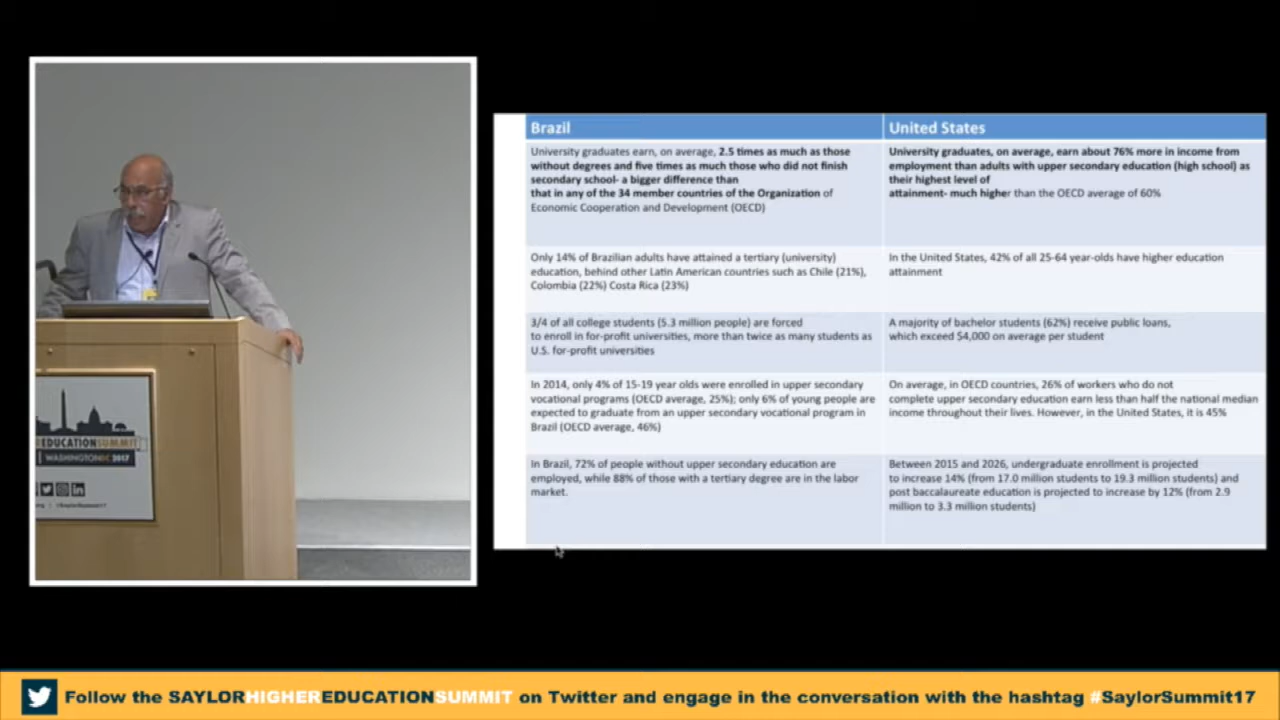 Brazil
United States
University graduates earn, on average, 2.5 times as much as those
without degrees and five times as much those who did not finish
secondary school- a bigger difference than
that in any of the 34 member countries of the Organization of
Economic Cooperation and Development (OECD)
University graduates, on average, earn about 76% more in income from
employment than adults with upper secondary education (high school) as
their highest level of
attainment- much higher than the OECD average of 60%
Only 14% of Brazilian adults have attained a tertiary (university)
education, behind other Latin American countries such as Chile (21%),
Colombia (22%) Costa Rica (23%)
In the United States, 42% of all 25-64 year-olds have higher education
attainment
3/4 of all college students (5.3 million people) are forced
to enroll in for-profit universities, more than twice as many students as
U.S. for-profit universities
A majority of bachelor students (62%) receive public loans,
which exceed $4,000 on average per student
In 2014, only 4% of 15-19 year olds were enrolled in upper secondary
vocational programs (OECD average, 25%); only 6% of young people are
expected to graduate from an upper secondary vocational program in
Brazil (OECD average, 46%)
On average, in OECD countries, 26% of workers who do not
complete upper secondary education earn less than half the national median
income throughout their lives. However, in the United States, it is 45%
In Brazil, 72% of people without upper secondary education are
employed, while 88% of those with a tertiary degree are in the labor
market.
Between 2015 and 2026, undergraduate enrollment is projected
to increase 14% (from 17.0 million students to 19.3 million students) and
post baccalaureate education is projected to increase by 12% (from 2.9
million to 3.3 million students)
EDUCATIONSUMMIT
WASHINGTONDC 2017
Follow the SAYLORHIGHEREDUCATIONSUMMIT on Twitter and engage in the conversation with the hashtag #SaylorSummit17